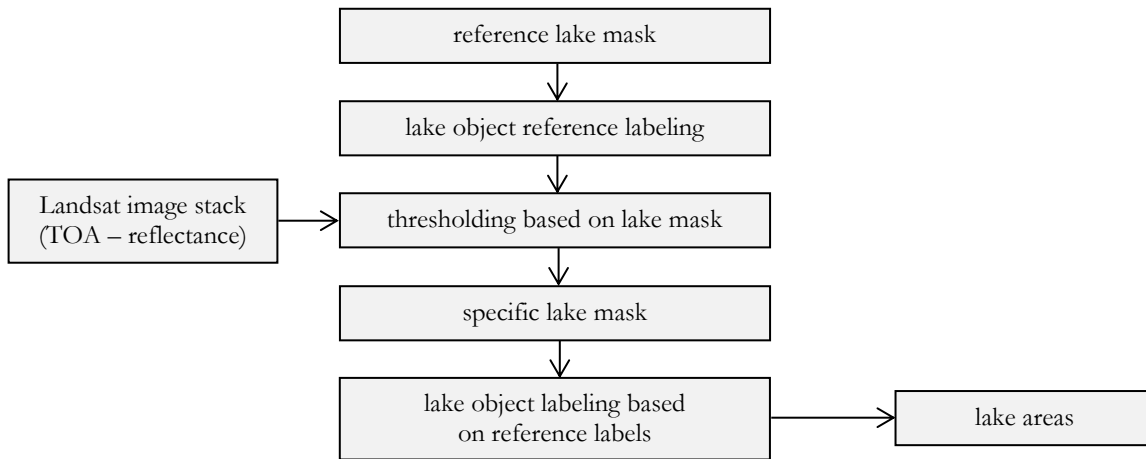 reference lake mask
lake object reference labeling
Landsat image stack
(TOA – reflectance)
thresholding based on lake mask
specific lake mask
lake object labeling based
on reference labels
lake areas